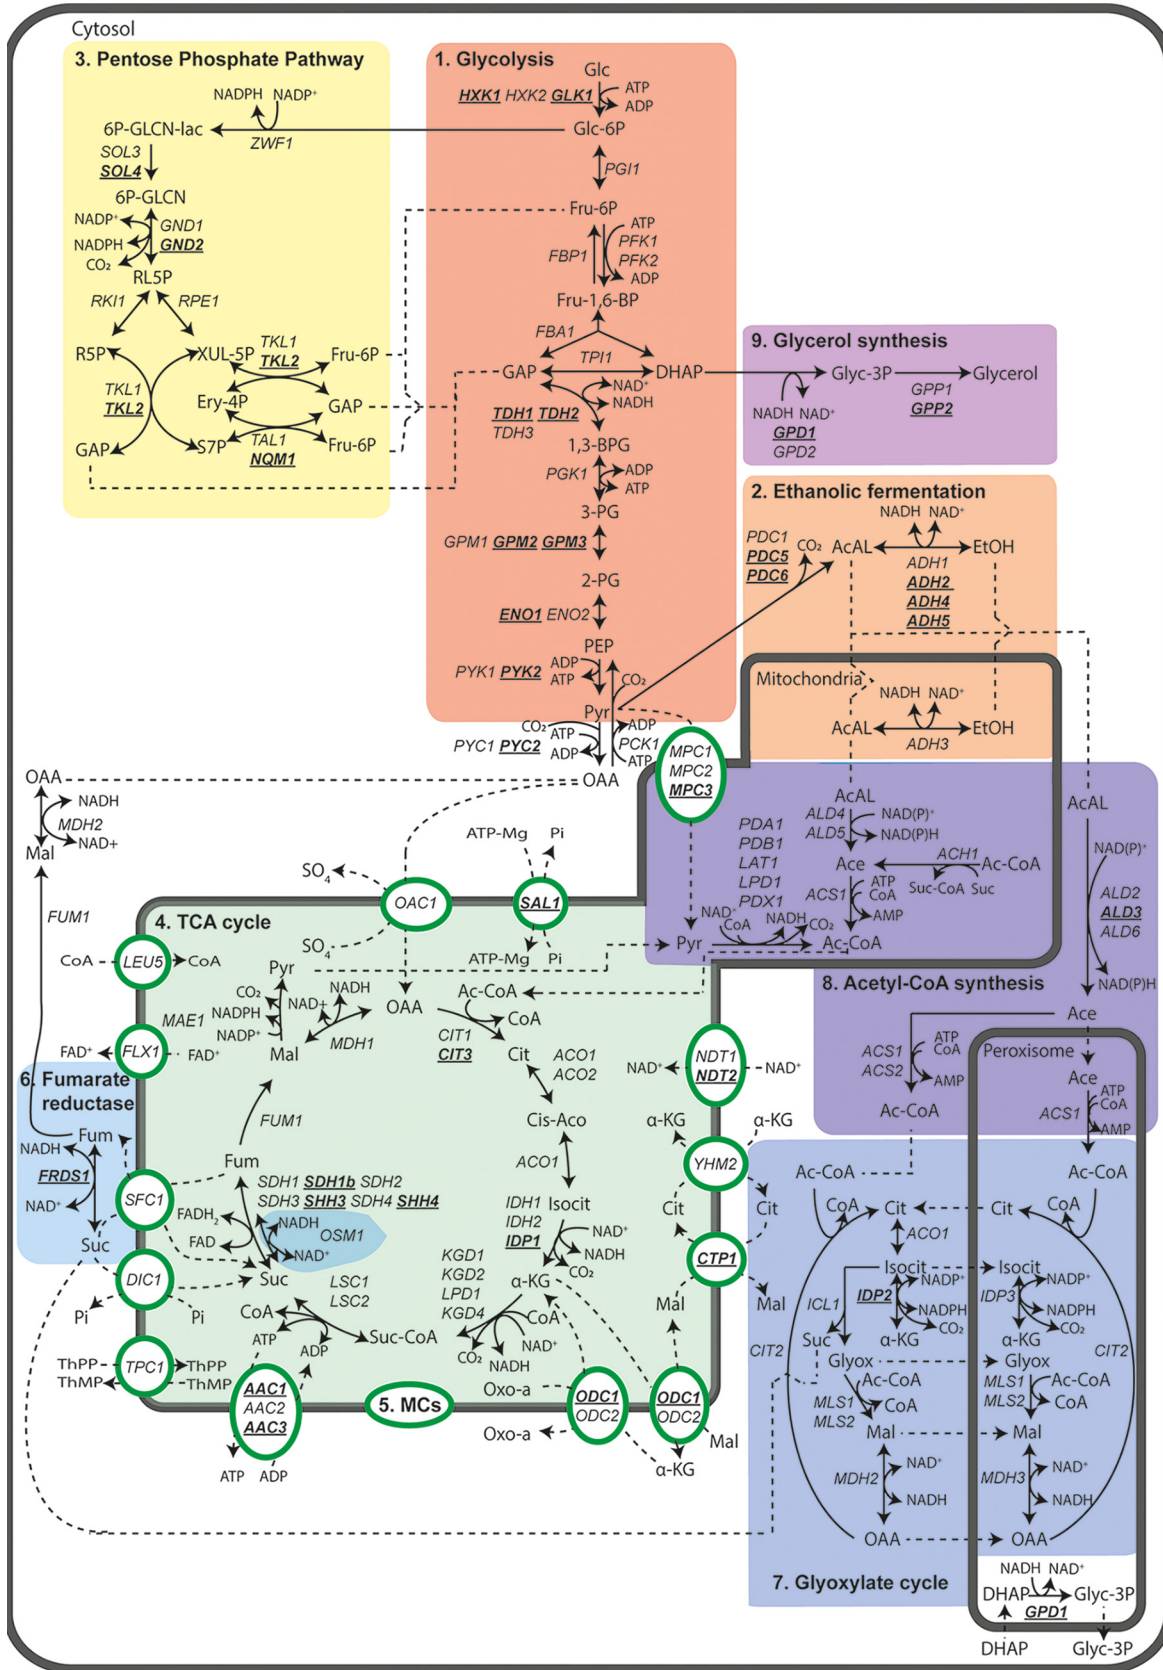 Cytosol
3. Pentose Phosphate Pathway
NADPH NADP⁺
6P-GLCN-lac
ZWF1
SOL3
SOL4
6P-GLCN
NADP⁺
GND1
NADPH
GND2
CO₂
RL5P
RKI1
RPE1
R5P
XUL-5P
TKL1
TKL2
Fru-6P
TKL1
TKL2
Ery-4P
GAP
GAP
S7P
TAL1
NQM1
Fru-6P
1. Glycolysis
Glc
HXK1 HXK2 GLK1
ATP
ADP
Glc-6P
PGI1
Fru-6P
FBP1
ATP
PFK1
PFK2
ADP
Fru-1,6-BP
FBA1
TPI1
GAP
DHAP
NAD⁺
NADH
TDH1 TDH2
TDH3
1,3-BPG
PGK1
ADP
ATP
3-PG
GPM1 GPM2 GPM3
2-PG
ENO1 ENO2
PEP
PYK1 PYK2
ADP
ATP
CO₂
Pyr
CO₂
ATP
ADP
PYC1 PYC2
ADP
PCK1
ATP
OAA
9. Glycerol synthesis
Glyc-3P
GPP1
GPP2
Glycerol
NADH NAD⁺
GPD1
GPD2
2. Ethanolic fermentation
NADH NAD⁺
PDC1
PDC5
PDC6
CO₂
AcAL
EtOH
ADH1
ADH2
ADH4
ADH5
Mitochondria
NADH NAD⁺
AcAL
EtOH
ADH3
MPC1
MPC2
MPC3
OAA
NADH
MDH2
NAD+
Mal
FUM1
AcAL
ALD4
ALD5
NAD(P)⁺
NAD(P)H
PDA1
PDB1
LAT1
LPD1
PDX1
Ace
ACH1
Ac-CoA
Suc-CoA
Suc
ACS1
ATP
CoA
AMP
Pyr
NAD⁺
CoA
NADH
CO₂
Ac-CoA
AcAL
NAD(P)⁺
ALD2
ALD3
ALD6
NAD(P)H
8. Acetyl-CoA synthesis
Ace
ACS1
ACS2
ATP
CoA
AMP
Ac-CoA
Peroxisome
Ace
ACS1
ATP
CoA
AMP
Ac-CoA
ATP-Mg
Pi
SO₄
OAC1
SAL1
4. TCA cycle
SO₄
ATP-Mg
Pi
CoA
LEU5
CoA
Pyr
CO₂
NADPH
NADP⁺
MAE1
NAD+
NADH
Mal
MDH1
OAA
Ac-CoA
CoA
CIT1
CIT3
Cit
ACO1
ACO2
Cis-Aco
ACO1
Isocit
FAD⁺
FLX1
FAD⁺
NAD⁺
NDT1
NDT2
NAD⁺
6. Fumarate
reductase
Fum
NADH
FRDS1
NAD⁺
Suc
FUM1
Fum
SDH1 SDH1b SDH2
SDH3 SHH3 SDH4 SHH4
FADH₂
FAD
NADH
OSM1
NAD⁺
Suc
SFC1
DIC1
Pi
Pi
LSC1
LSC2
CoA
ATP
ADP
Suc-CoA
KGD1
KGD2
LPD1
KGD4
IDH1
IDH2
IDP1
NAD⁺
NADH
CO₂
α-KG
CoA
NAD⁺
NADH
CO₂
α-KG
α-KG
YHM2
Cit
Cit
CTP1
Mal
Mal
ThPP
ThMP
TPC1
ThPP
ThMP
AAC1
AAC2
AAC3
ATP
ADP
5. MCs
Oxo-a
ODC1
ODC2
Oxo-a
ODC1
ODC2
Mal
α-KG
Ac-CoA
CoA
Cit
Cit
CoA
ACO1
Isocit
Isocit
ICL1
IDP2
NADP⁺
NADPH
CO₂
α-KG
IDP3
NADP⁺
NADPH
CO₂
α-KG
Suc
CIT2
CIT2
Glyox
Glyox
Ac-CoA
CoA
MLS1
MLS2
MLS1
MLS2
Ac-CoA
CoA
Mal
Mal
MDH2
NAD⁺
NADH
MDH3
NAD⁺
NADH
OAA
OAA
7. Glyoxylate cycle
NADH NAD⁺
DHAP
Glyc-3P
GPD1
DHAP
Glyc-3P